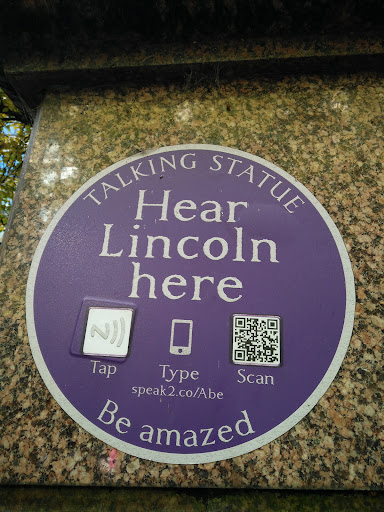 TALKING STATUE
Hear
Lincoln
here
Tap
Type
Scan
speak2.co/Abe
Be amazed